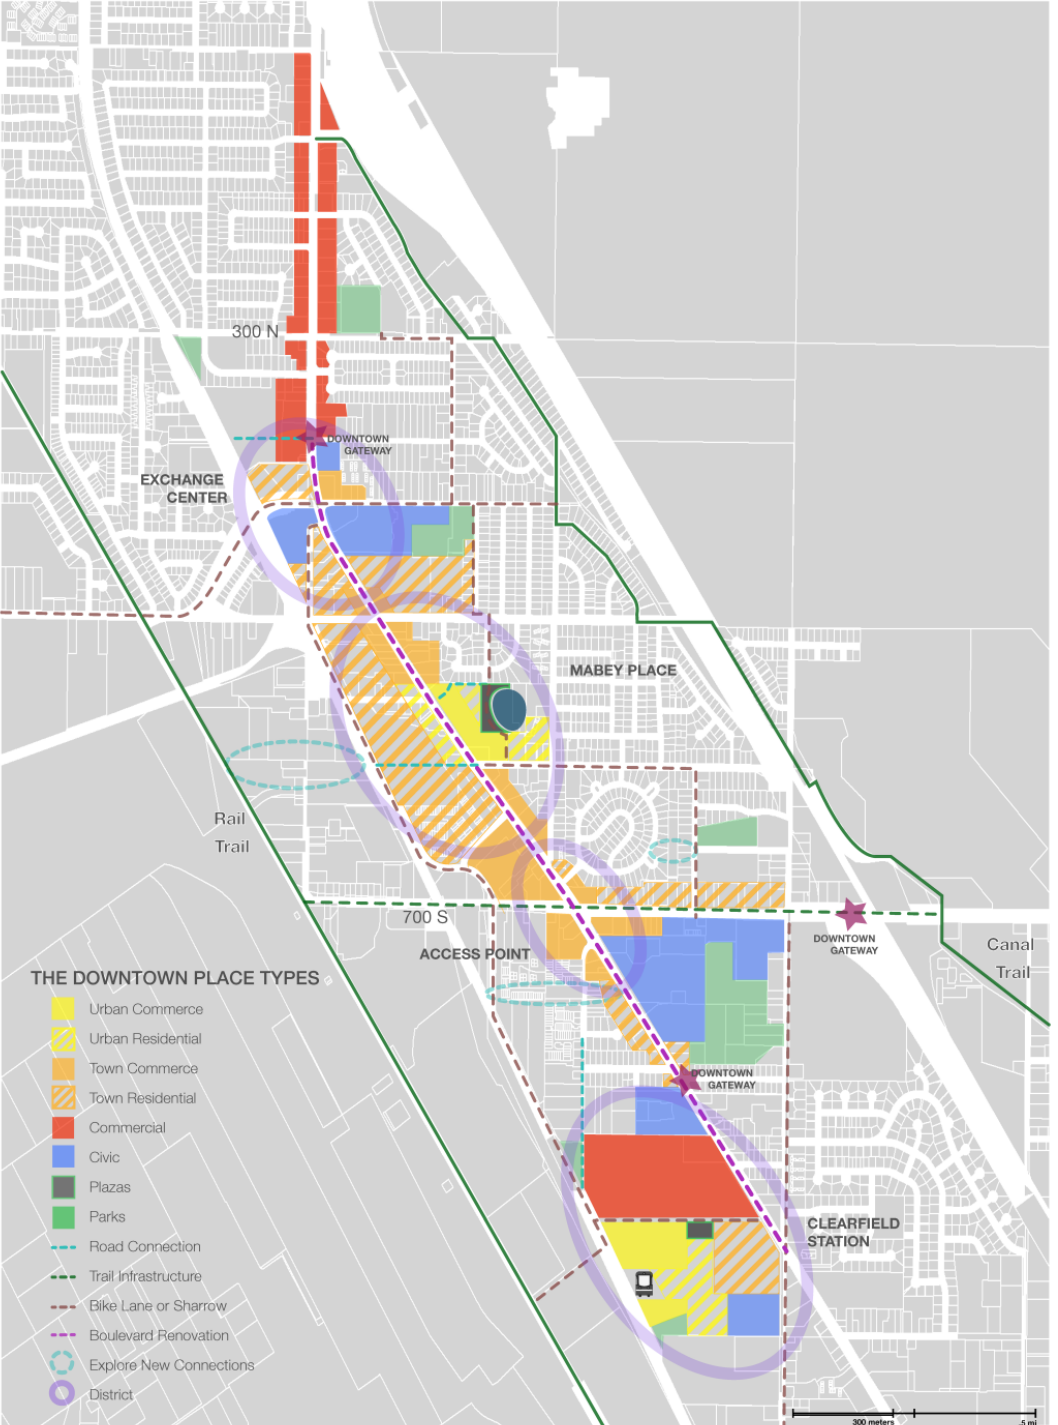 300 N
DOWNTOWN
GATEWAY
EXCHANGE
CENTER
MABEY PLACE
Rail
Trail
700 S
ACCESS POINT
DOWNTOWN
GATEWAY
Canal
Trail
THE DOWNTOWN PLACE TYPES
Urban Commerce
Urban Residential
Town Commerce
Town Residential
Commercial
Civic
Plazas
Parks
Road Connection
Trail Infrastructure
Bike Lane or Sharrow
Boulevard Renovation
Explore New Connections
District
DOWNTOWN
GATEWAY
CLEARFIELD
STATION
300 meters
.5 mi